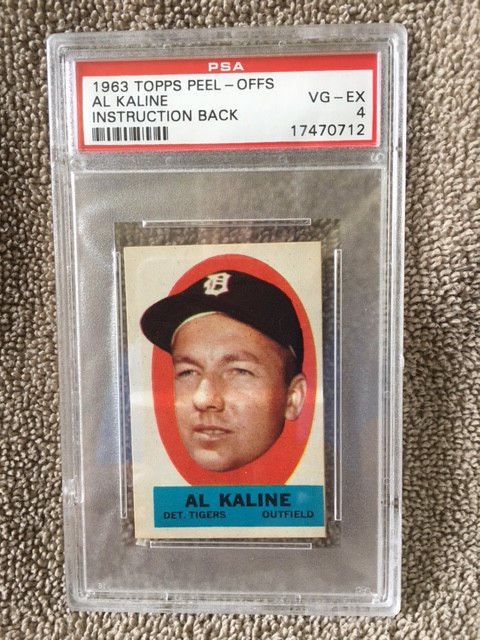 PSA
1963 TOPPS PEEL-OFFS
AL KALINE VG-EX
INSTRUCTION BACK 4
17470712
D
AL KALINE
DET. TIGERS OUTFIELD